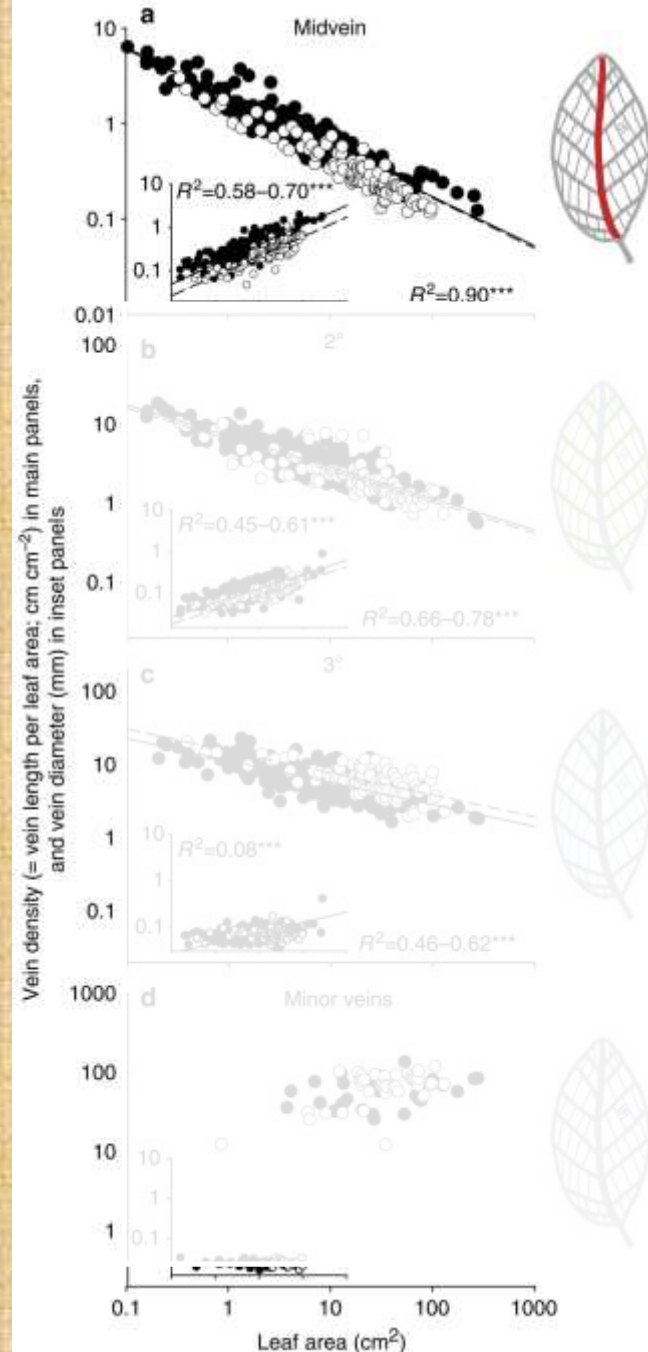 a
Midvein
10
1
0.1
0.01
10
1
0.1
R²=0.58–0.70***
R²=0.90***
b
2°
100
10
1
0.1
10
1
0.1
R²=0.45–0.61***
R²=0.66–0.78***
c
3°
100
10
1
0.1
10
1
0.1
R²=0.08***
R²=0.46–0.62***
d
Minor veins
1000
100
10
1
10
1
0.1
0.1
1
10
100
1000
Leaf area (cm²)
Vein density (= vein length per leaf area; cm cm⁻²) in main panels,
and vein diameter (mm) in inset panels